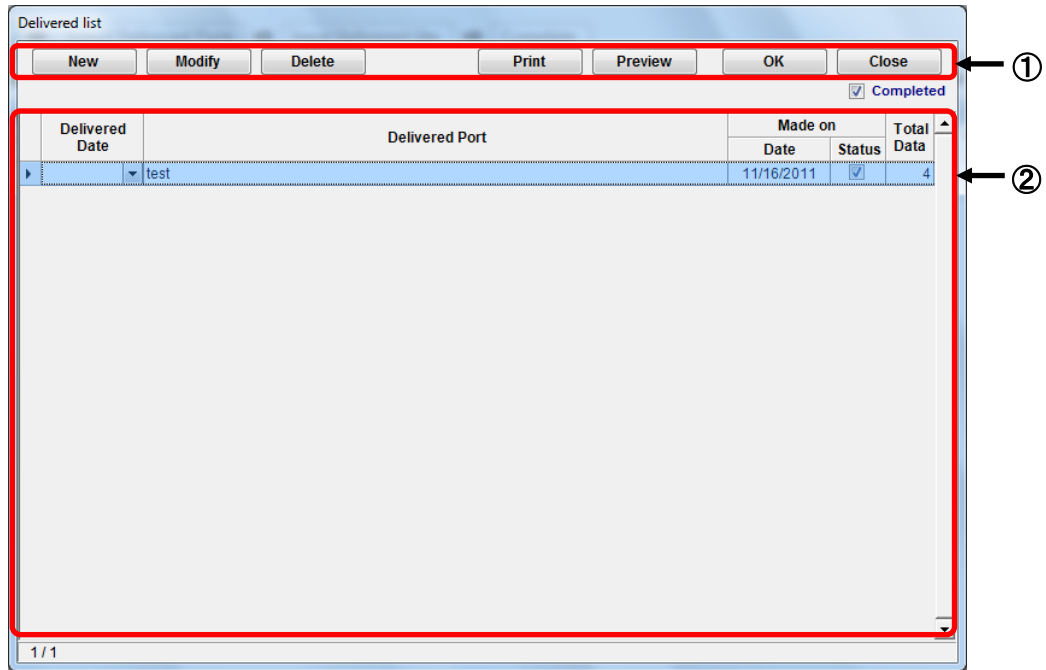 Delivered list
New Modify Delete Print Preview OK Close
①
Completed
Delivered Date Delivered Port Made on Total Data
Date Status
test 11/16/2011 4
②
1 / 1